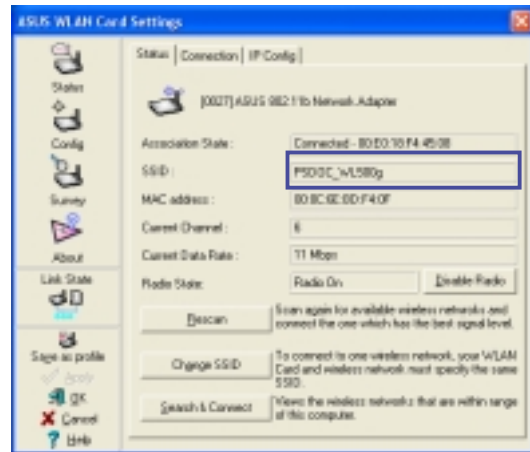 ASUS WLAN Card Settings
Status
Config
Survey
About
Link State
Save as profile
Apply
OK
Cancel
Help
Status Connection IP Config
[0027] ASUS 802.11b Network Adapter
Association State : Connected - 00:E0:18:F4:45:08
SSID :
MAC address : 00:0C:6E:0D:F4:0F
Current Channel : 6
Current Data Rate : 11 Mbps
Radio State: Radio On Disable Radio
Rescan
Scan again for available wireless networks and
connect the one which has the best signal level.
Change SSID
To connect to one wireless network, your WLAN
Card and wireless network must specify the same
SSID.
Search & Connect
Views the wireless networks that are within range
of this computer.